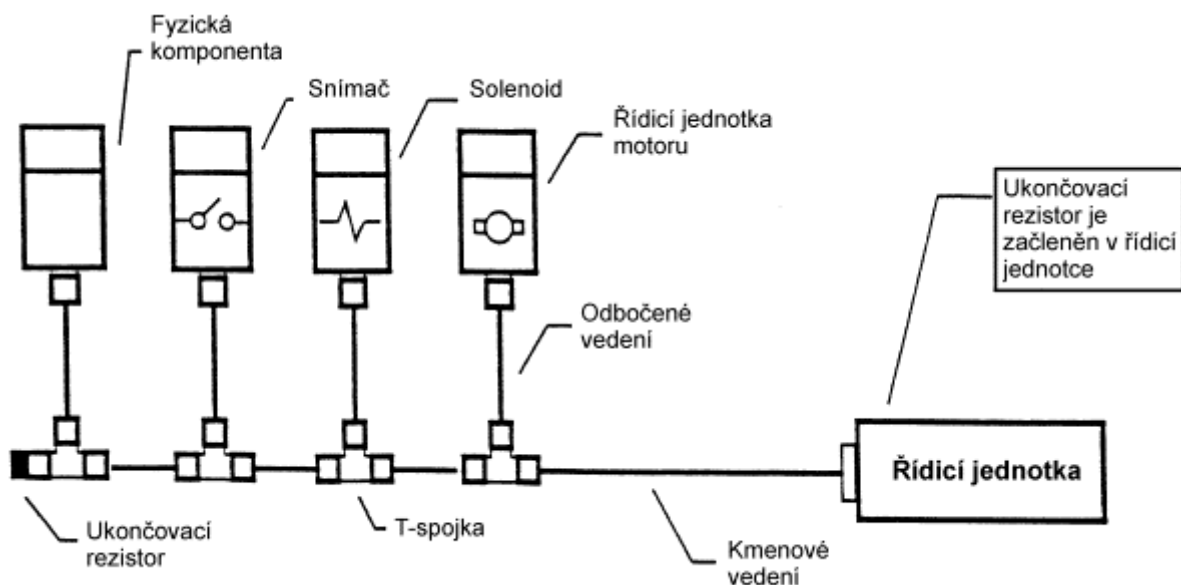 Fyzická
komponenta
Snímač
Solenoid
Řídicí jednotka
motoru
Ukončovací
rezistor je
začleněn v řídicí
jednotce
Odbočené
vedení
Řídicí jednotka
Ukončovací
rezistor
T-spojka
Kmenové
vedení